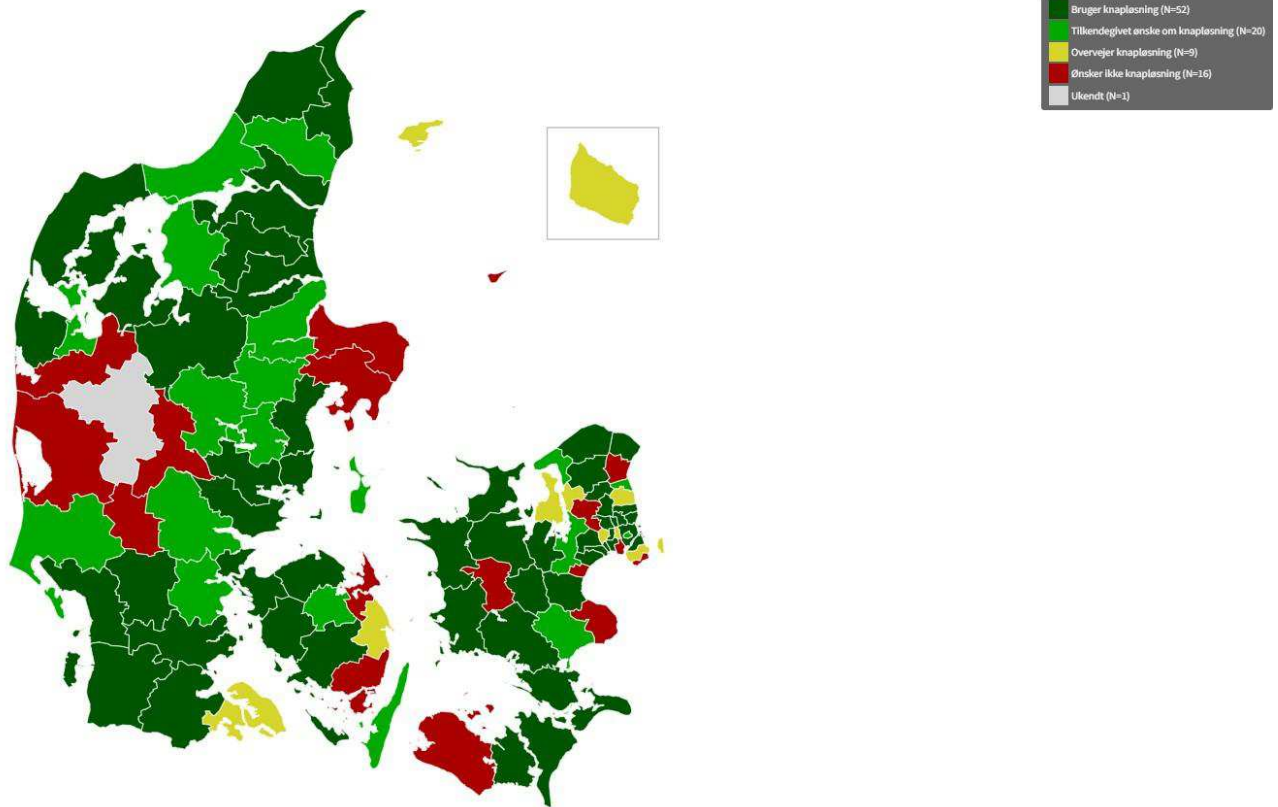 Bruger knapløsning (N=52)
Tilkendegivet ønske om knapløsning (N=20)
Overvejer knapløsning (N=9)
Ønsker ikke knapløsning (N=16)
Ukendt (N=1)